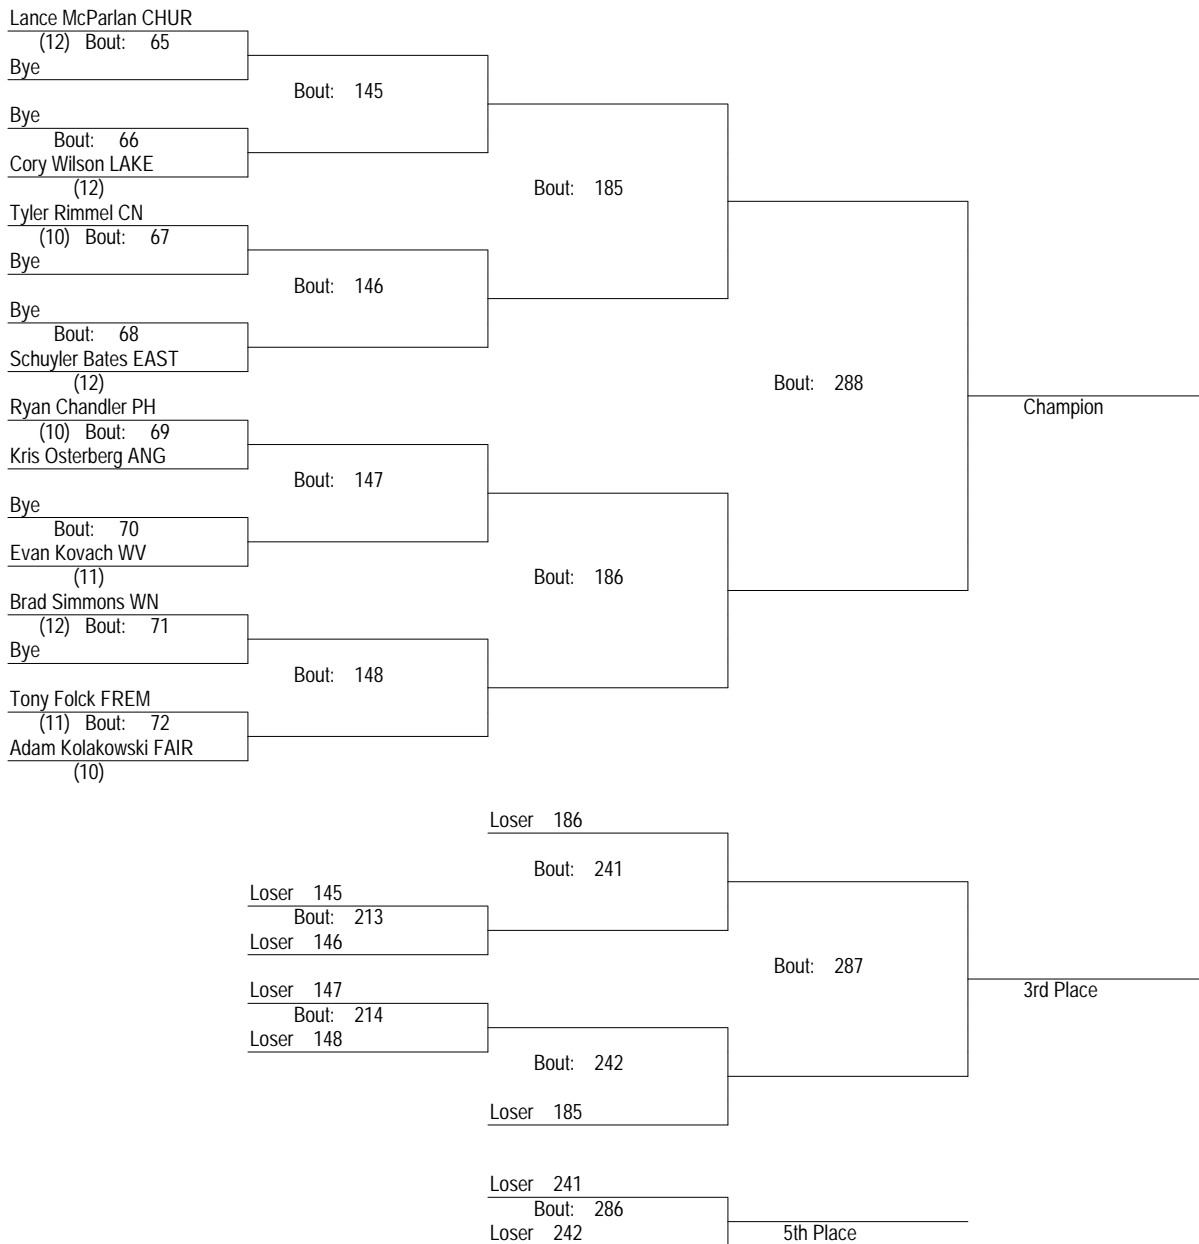 Lance McParlan CHUR
(12) Bout: 65
Bye
Bout: 145
Bye
Bout: 66
Cory Wilson LAKE
(12)
Bout: 185
Tyler Rimmel CN
(10) Bout: 67
Bye
Bout: 146
Bye
Bout: 68
Schuyler Bates EAST
(12)
Bout: 288
Champion
Ryan Chandler PH
(10) Bout: 69
Kris Osterberg ANG
Bout: 147
Bye
Bout: 70
Evan Kovach WV
(11)
Bout: 186
Brad Simmons WN
(12) Bout: 71
Bye
Bout: 148
Tony Folck FREM
(11) Bout: 72
Adam Kolakowski FAIR
(10)
Loser 186
Bout: 241
Loser 145
Bout: 213
Loser 146
Bout: 287
3rd Place
Loser 147
Bout: 214
Loser 148
Bout: 242
Loser 185
Loser 241
Bout: 286
Loser 242
5th Place